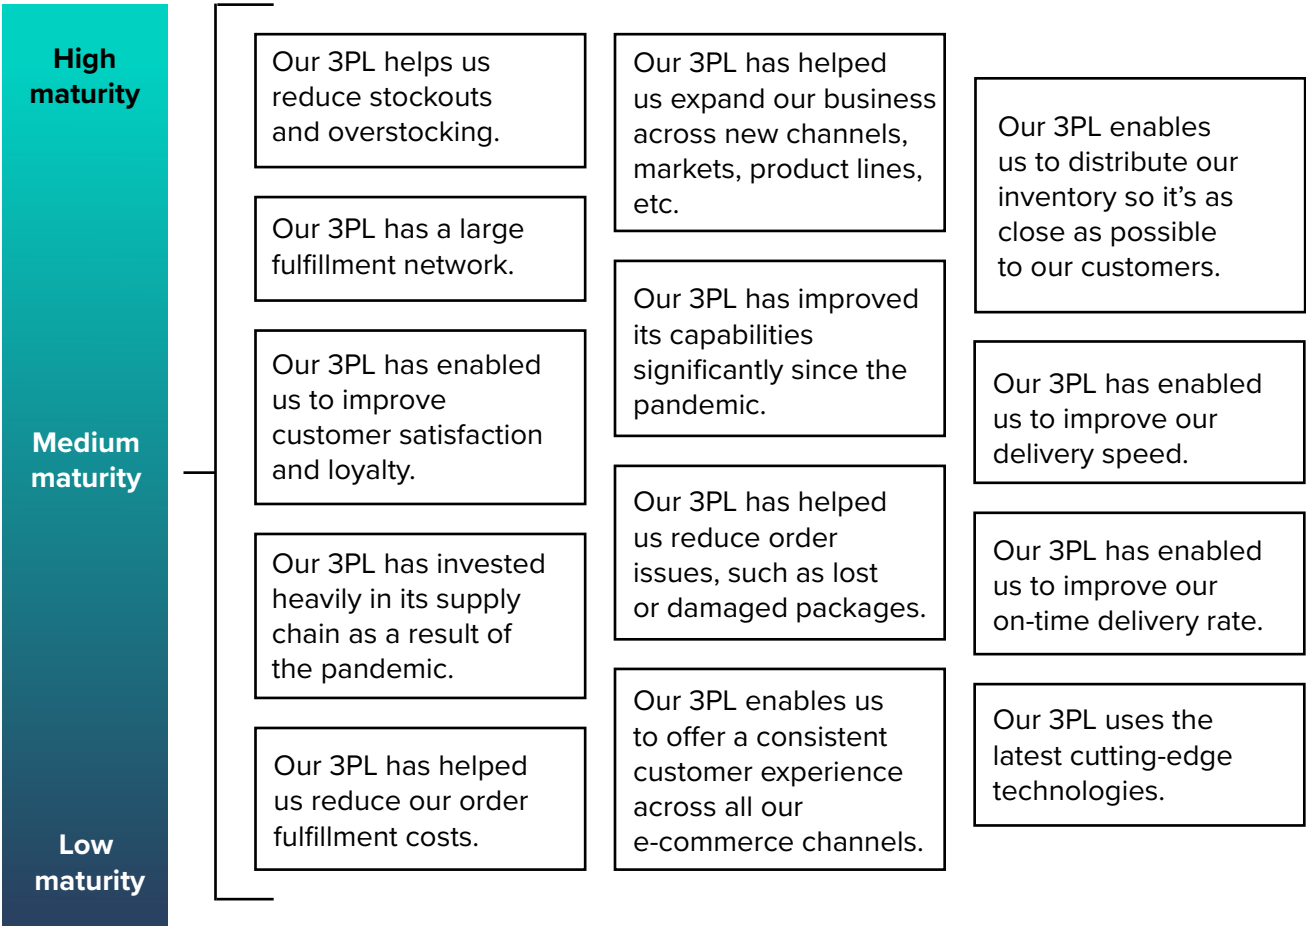 High
maturity
Medium
maturity
Low
maturity
Our 3PL helps us
reduce stockouts
and overstocking.
Our 3PL has a large
fulfillment network.
Our 3PL has enabled
us to improve
customer satisfaction
and loyalty.
Our 3PL has invested
heavily in its supply
chain as a result of
the pandemic.
Our 3PL has helped
us reduce our order
fulfillment costs.
Our 3PL has helped
us expand our business
across new channels,
markets, product lines,
etc.
Our 3PL has improved
its capabilities
significantly since the
pandemic.
Our 3PL has helped
us reduce order
issues, such as lost
or damaged packages.
Our 3PL enables us
to offer a consistent
customer experience
across all our
e-commerce channels.
Our 3PL enables
us to distribute our
inventory so it’s as
close as possible
to our customers.
Our 3PL has enabled
us to improve our
delivery speed.
Our 3PL has enabled
us to improve our
on-time delivery rate.
Our 3PL uses the
latest cutting-edge
technologies.